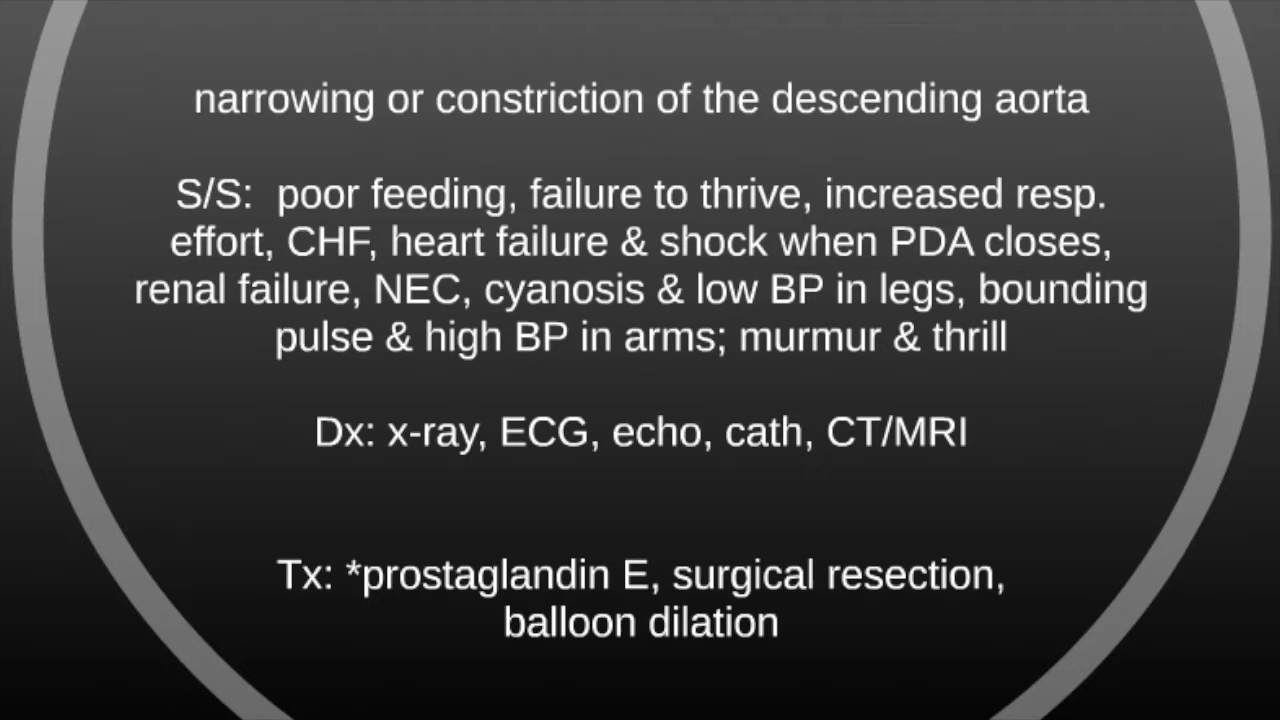 narrowing or constriction of the descending aorta
S/S:  poor feeding, failure to thrive, increased resp.
effort, CHF, heart failure & shock when PDA closes,
renal failure, NEC, cyanosis & low BP in legs, bounding
pulse & high BP in arms; murmur & thrill
Dx: x-ray, ECG, echo, cath, CT/MRI
Tx: *prostaglandin E, surgical resection,
balloon dilation